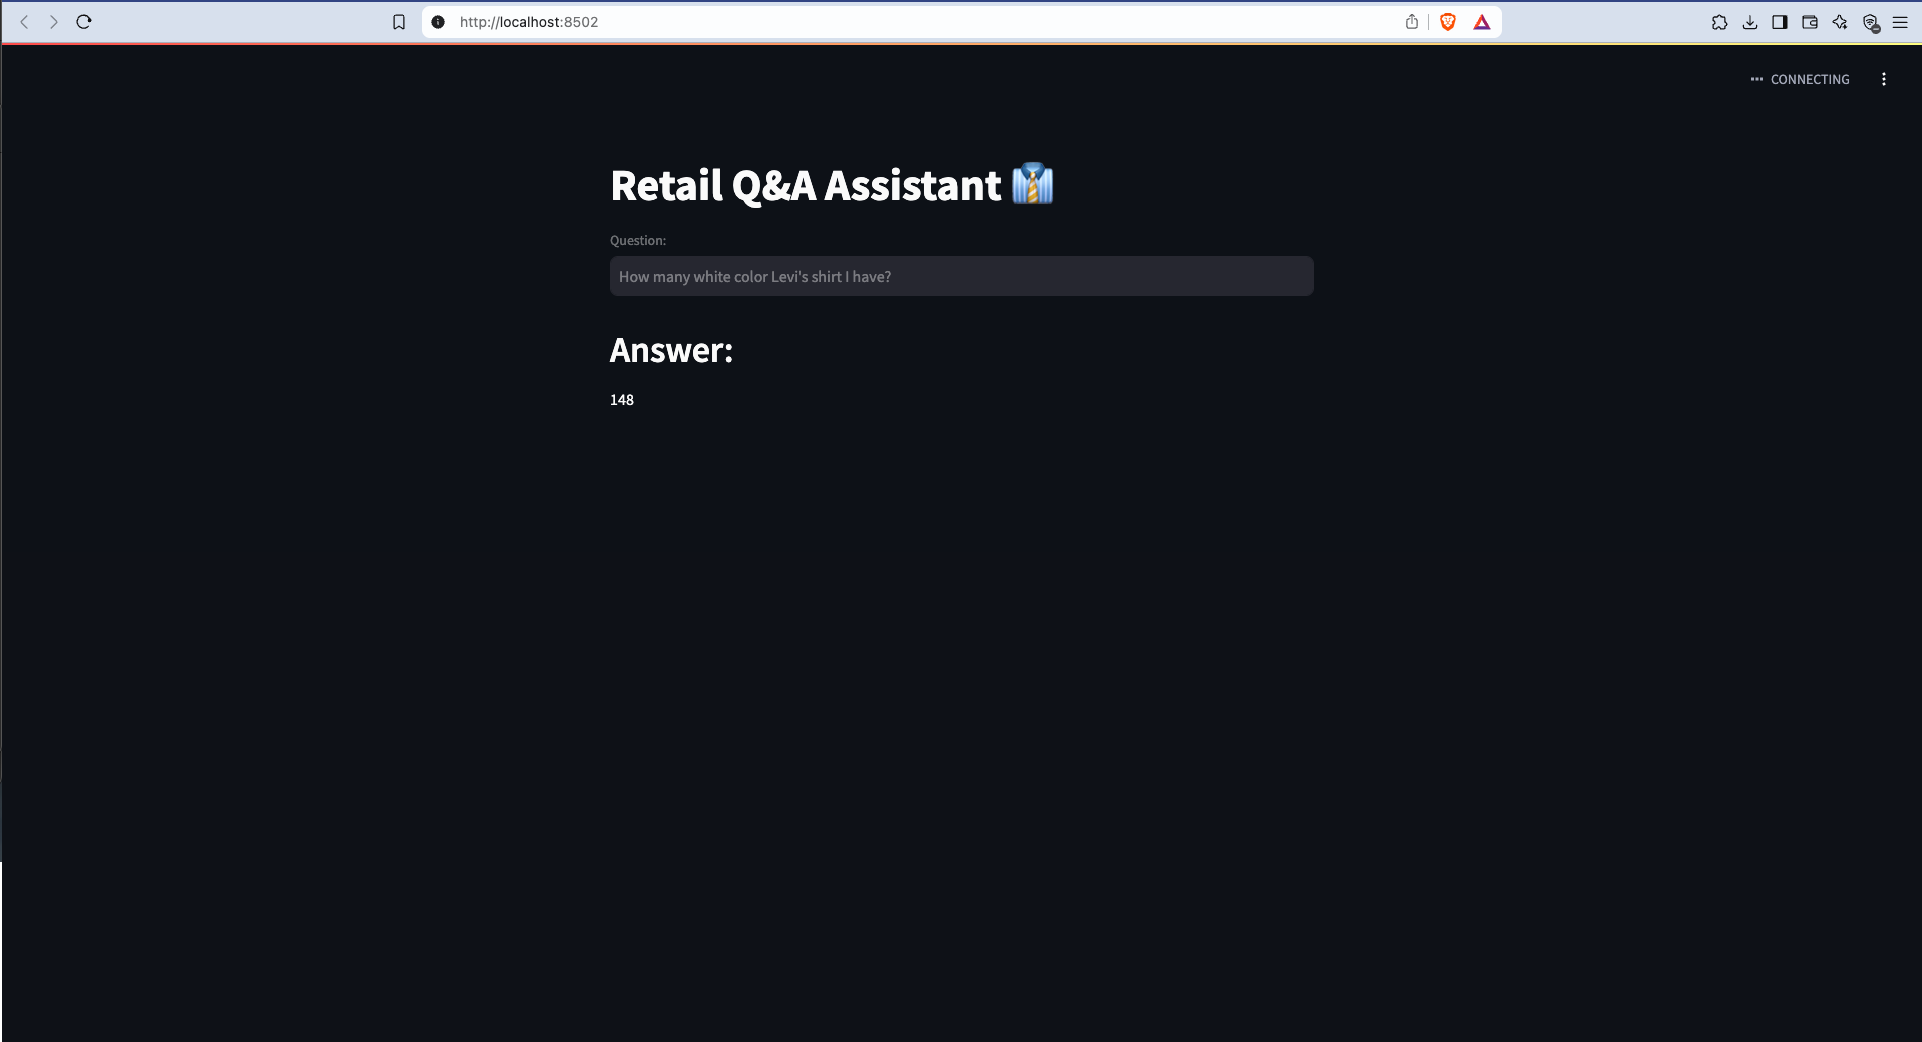 http://localhost:8502
CONNECTING
Retail Q&A Assistant 👔
Question:
How many white color Levi's shirt I have?
Answer:
148